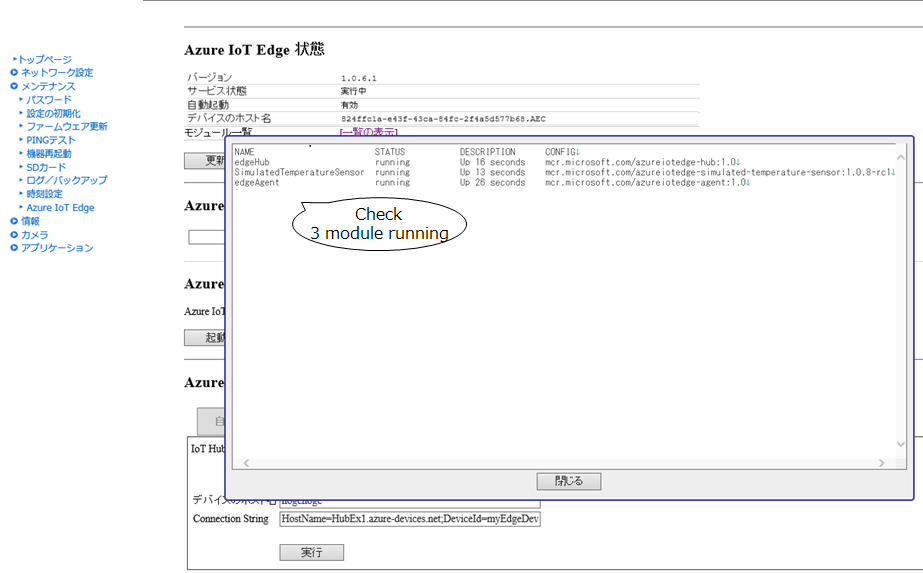 トップページ
ネットワーク設定
メンテナンス
パスワード
設定の初期化
ファームウェア更新
PINGテスト
機器再起動
SDカード
ログ／バックアップ
時刻設定
Azure IoT Edge
情報
カメラ
アプリケーション
Azure IoT Edge 状態
バージョン 1.0.6.1
サービス状態 実行中
自動起動 有効
デバイスのホスト名 824ffc1a-e43f-43ca-84fc-2f4a5d577b68.AEC
モジュール一覧 [一覧の表示]
更新
NAME STATUS DESCRIPTION CONFIG↓
edgeHub running Up 16 seconds mcr.microsoft.com/azureiotedge-hub:1.0↓
SimulatedTemperatureSensor running Up 13 seconds mcr.microsoft.com/azureiotedge-simulated-temperature-sensor:1.0.8-rc1↓
edgeAgent running Up 26 seconds mcr.microsoft.com/azureiotedge-agent:1.0↓
Check
3 module running
閉じる
Azure
Azure
Azure IoT
起動
Azure
自
IoT Hub
デバイスのホスト名 hogehoge
Connection String HostName=HubEx1.azure-devices.net;DeviceId=myEdgeDev
実行